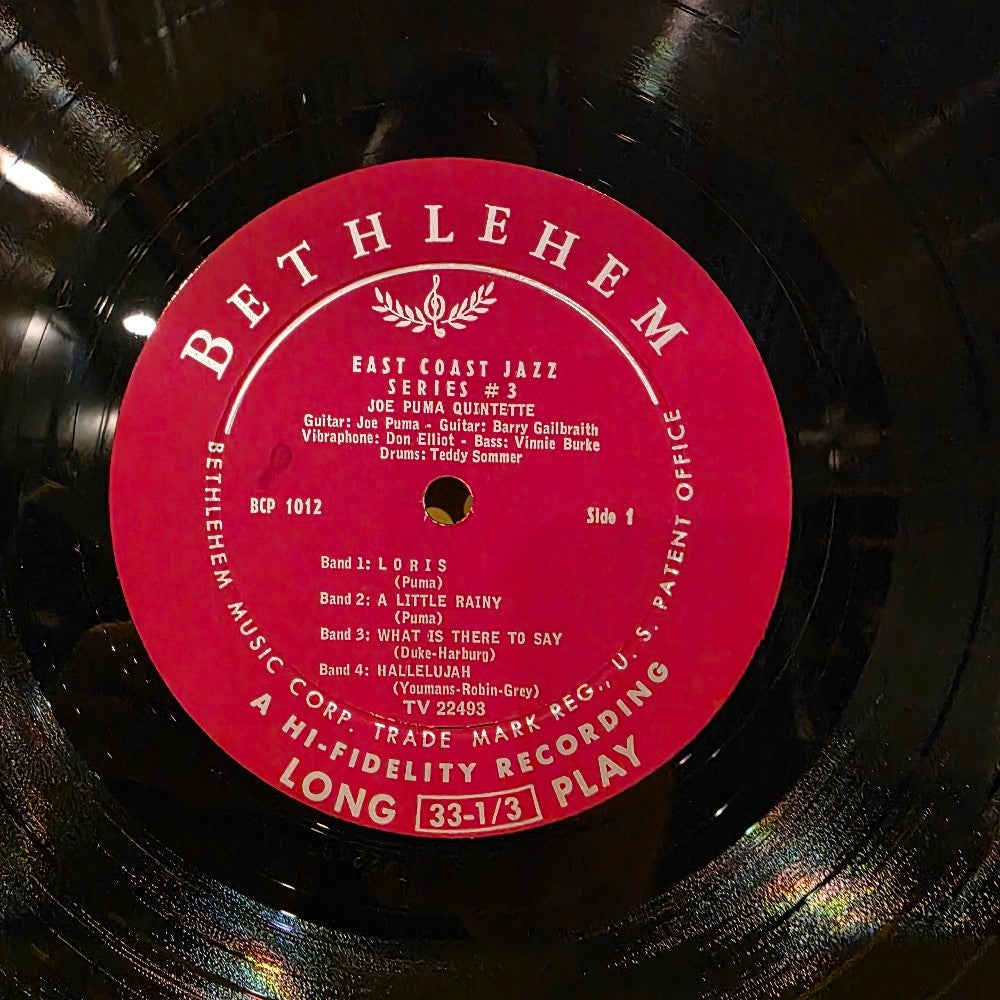 BETHLEHEM
EAST COAST JAZZ
SERIES #3
JOE PUMA QUINTETTE
Guitar: Joe Puma - Guitar: Barry Gailbraith
Vibraphone: Don Elliot - Bass: Vinnie Burke
Drums: Teddy Sommer
BCP 1012
Side 1
Band 1: LORIS
(Puma)
Band 2: A LITTLE RAINY
(Puma)
Band 3: WHAT IS THERE TO SAY
(Duke-Harburg)
Band 4: HALLELUJAH
(Youmans-Robin-Grey)
TV 22493
BETHLEHEM MUSIC CORP. TRADE MARK REG., U. S. PATENT OFFICE
A HI-FIDELITY RECORDING
LONG 33-1/3 PLAY